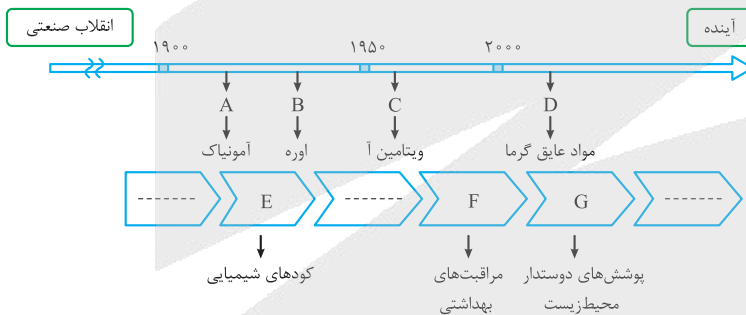 انقلاب صنعتی
آینده
۱۹۰۰ ۱۹۵۰ ۲۰۰۰
A B C D
آمونیاک اوره ویتامین آ مواد عایق گرما
-------- E -------- F G --------
کودهای شیمیایی
مراقبت‌های
بهداشتی
پوشش‌های دوستدار
محیط‌زیست